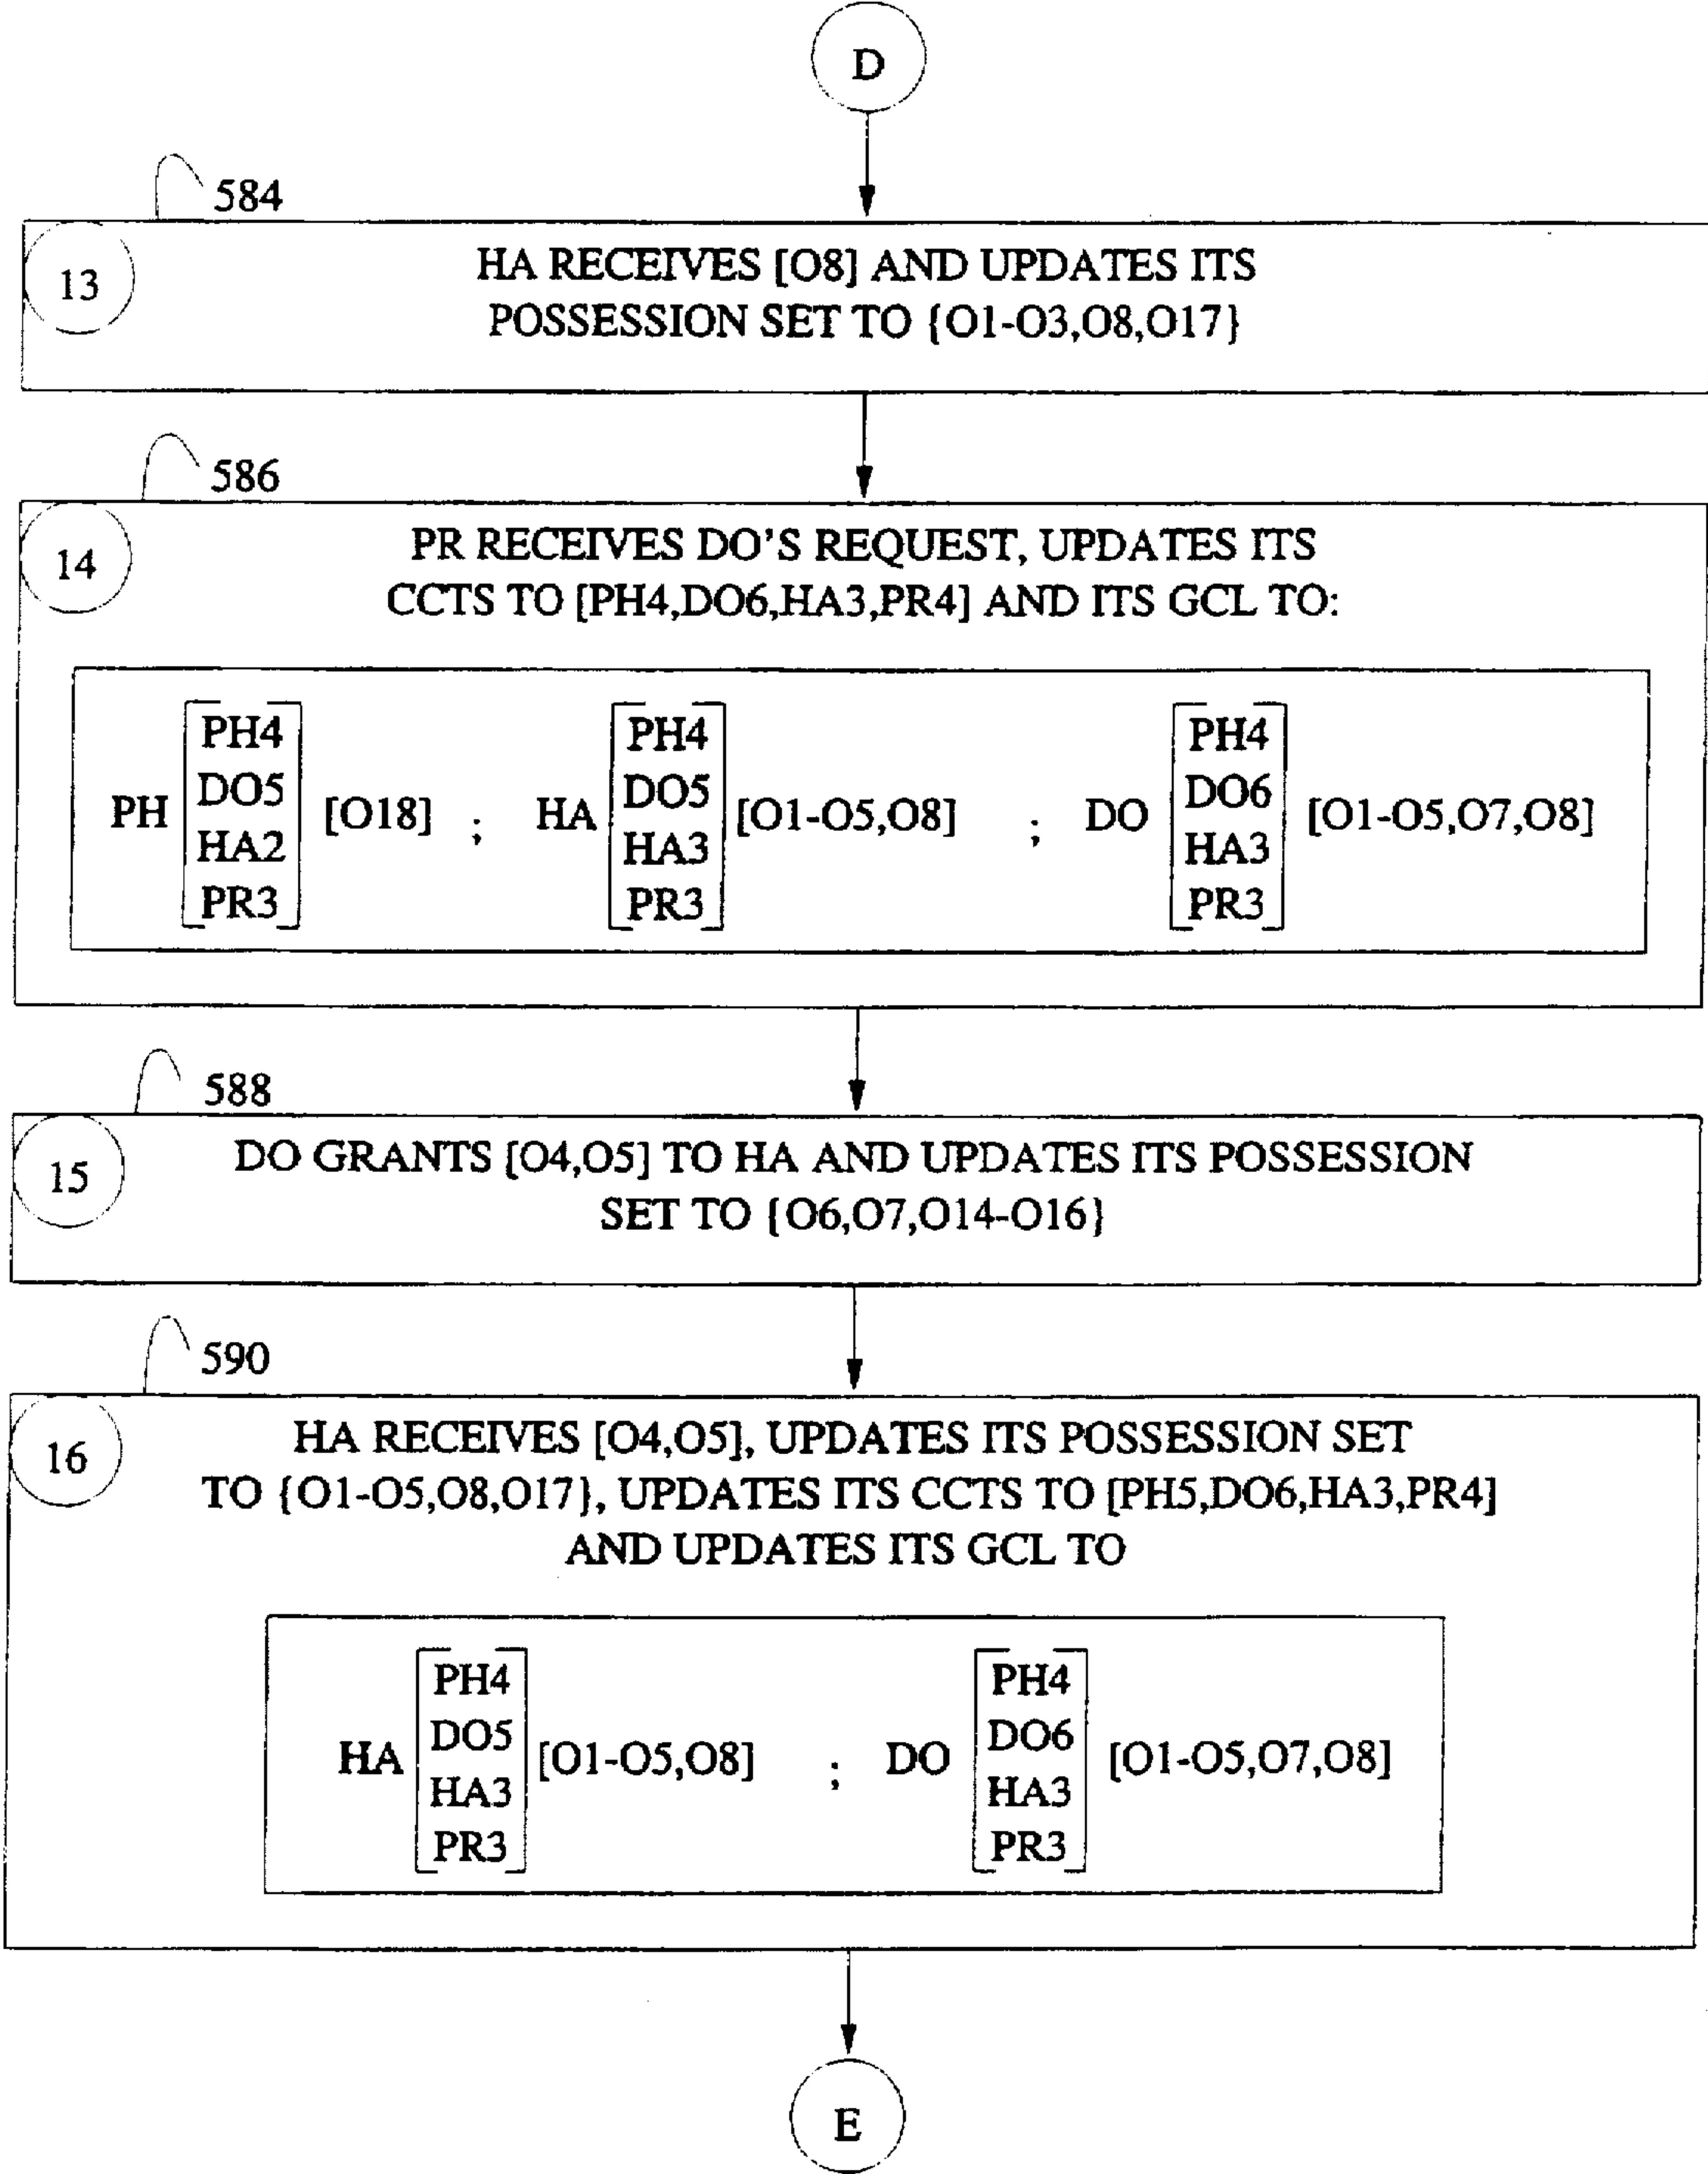 D
584
13
HA RECEIVES [O8] AND UPDATES ITS
POSSESSION SET TO {O1-O3,O8,O17}
586
14
PR RECEIVES DO'S REQUEST, UPDATES ITS
CCTS TO [PH4,DO6,HA3,PR4] AND ITS GCL TO:
PH
PH4
DO5
HA2
PR3
[O18] ;
HA
PH4
DO5
HA3
PR3
[O1-O5,O8] ;
DO
PH4
DO6
HA3
PR3
[O1-O5,O7,O8]
588
15
DO GRANTS [O4,O5] TO HA AND UPDATES ITS POSSESSION
SET TO {O6,O7,O14-O16}
590
16
HA RECEIVES [O4,O5], UPDATES ITS POSSESSION SET
TO {O1-O5,O8,O17}, UPDATES ITS CCTS TO [PH5,DO6,HA3,PR4]
AND UPDATES ITS GCL TO
HA
PH4
DO5
HA3
PR3
[O1-O5,O8] ;
DO
PH4
DO6
HA3
PR3
[O1-O5,O7,O8]
E